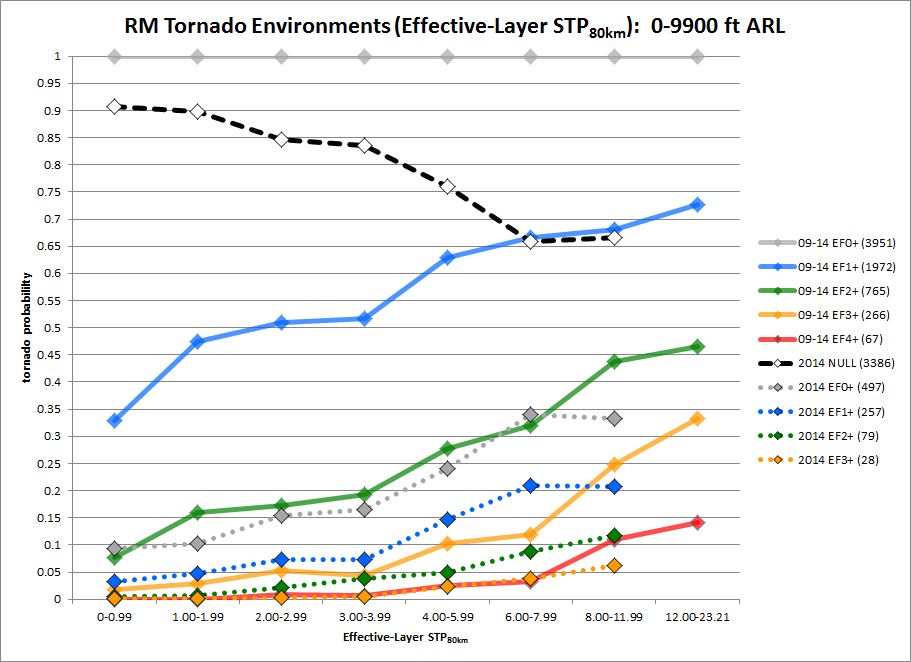 RM Tornado Environments (Effective-Layer STP80km): 0-9900 ft ARL
1
0.95
0.9
0.85
0.8
0.75
0.7
0.65
0.6
0.55
0.5
0.45
0.4
0.35
0.3
0.25
0.2
0.15
0.1
0.05
0
tornado probability
0-0.99
1.00-1.99
2.00-2.99
3.00-3.99
4.00-5.99
6.00-7.99
8.00-11.99
12.00-23.21
Effective-Layer STP80km
09-14 EF0+ (3951)
09-14 EF1+ (1972)
09-14 EF2+ (765)
09-14 EF3+ (266)
09-14 EF4+ (67)
2014 NULL (3386)
2014 EF0+ (497)
2014 EF1+ (257)
2014 EF2+ (79)
2014 EF3+ (28)